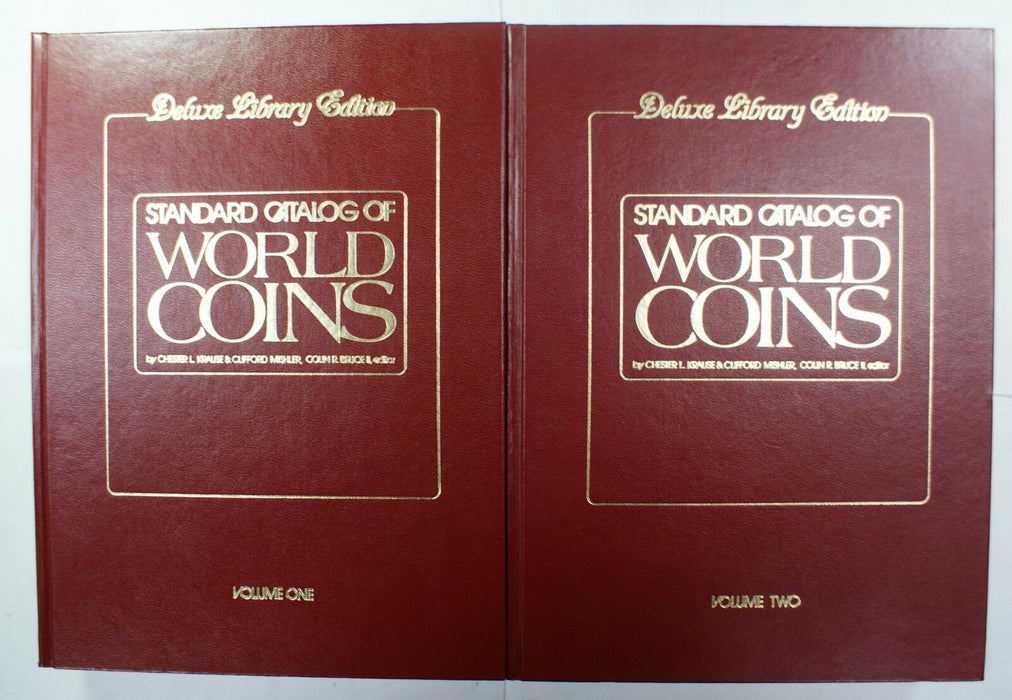 Deluxe Library Edition
STANDARD CATALOG OF
WORLD
COINS
by CHESTER L. KRAUSE & CLIFFORD MISHLER, COLIN R. BRUCE II, editor
VOLUME ONE
Deluxe Library Edition
STANDARD CATALOG OF
WORLD
COINS
by CHESTER L. KRAUSE & CLIFFORD MISHLER, COLIN R. BRUCE II, editor
VOLUME TWO